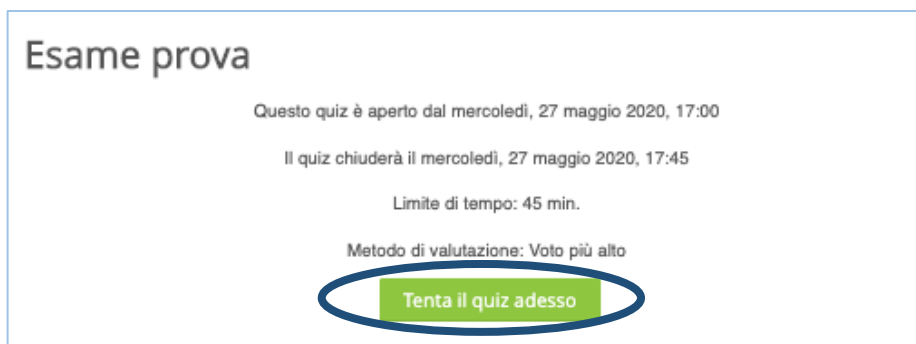 Esame prova
Questo quiz è aperto dal mercoledì, 27 maggio 2020, 17:00
Il quiz chiuderà il mercoledì, 27 maggio 2020, 17:45
Limite di tempo: 45 min.
Metodo di valutazione: Voto più alto
Tenta il quiz adesso